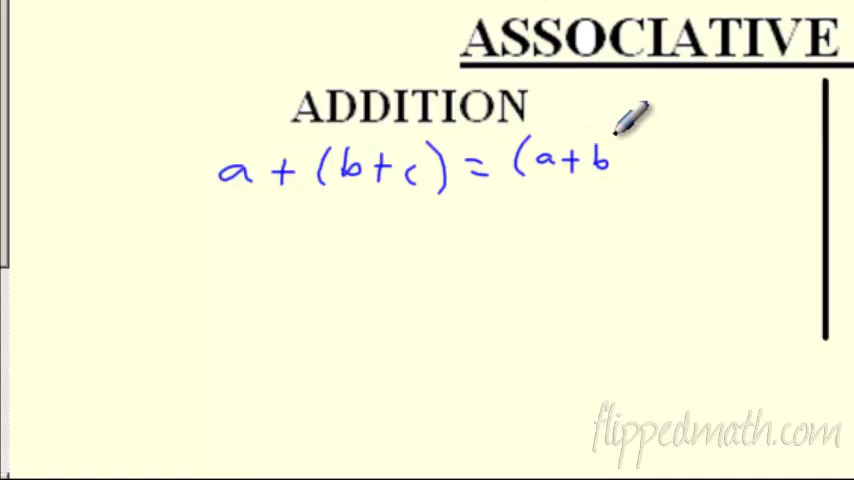 ASSOCIATIVE
ADDITION
a + (b + c) = (a + b
flippedmath.com